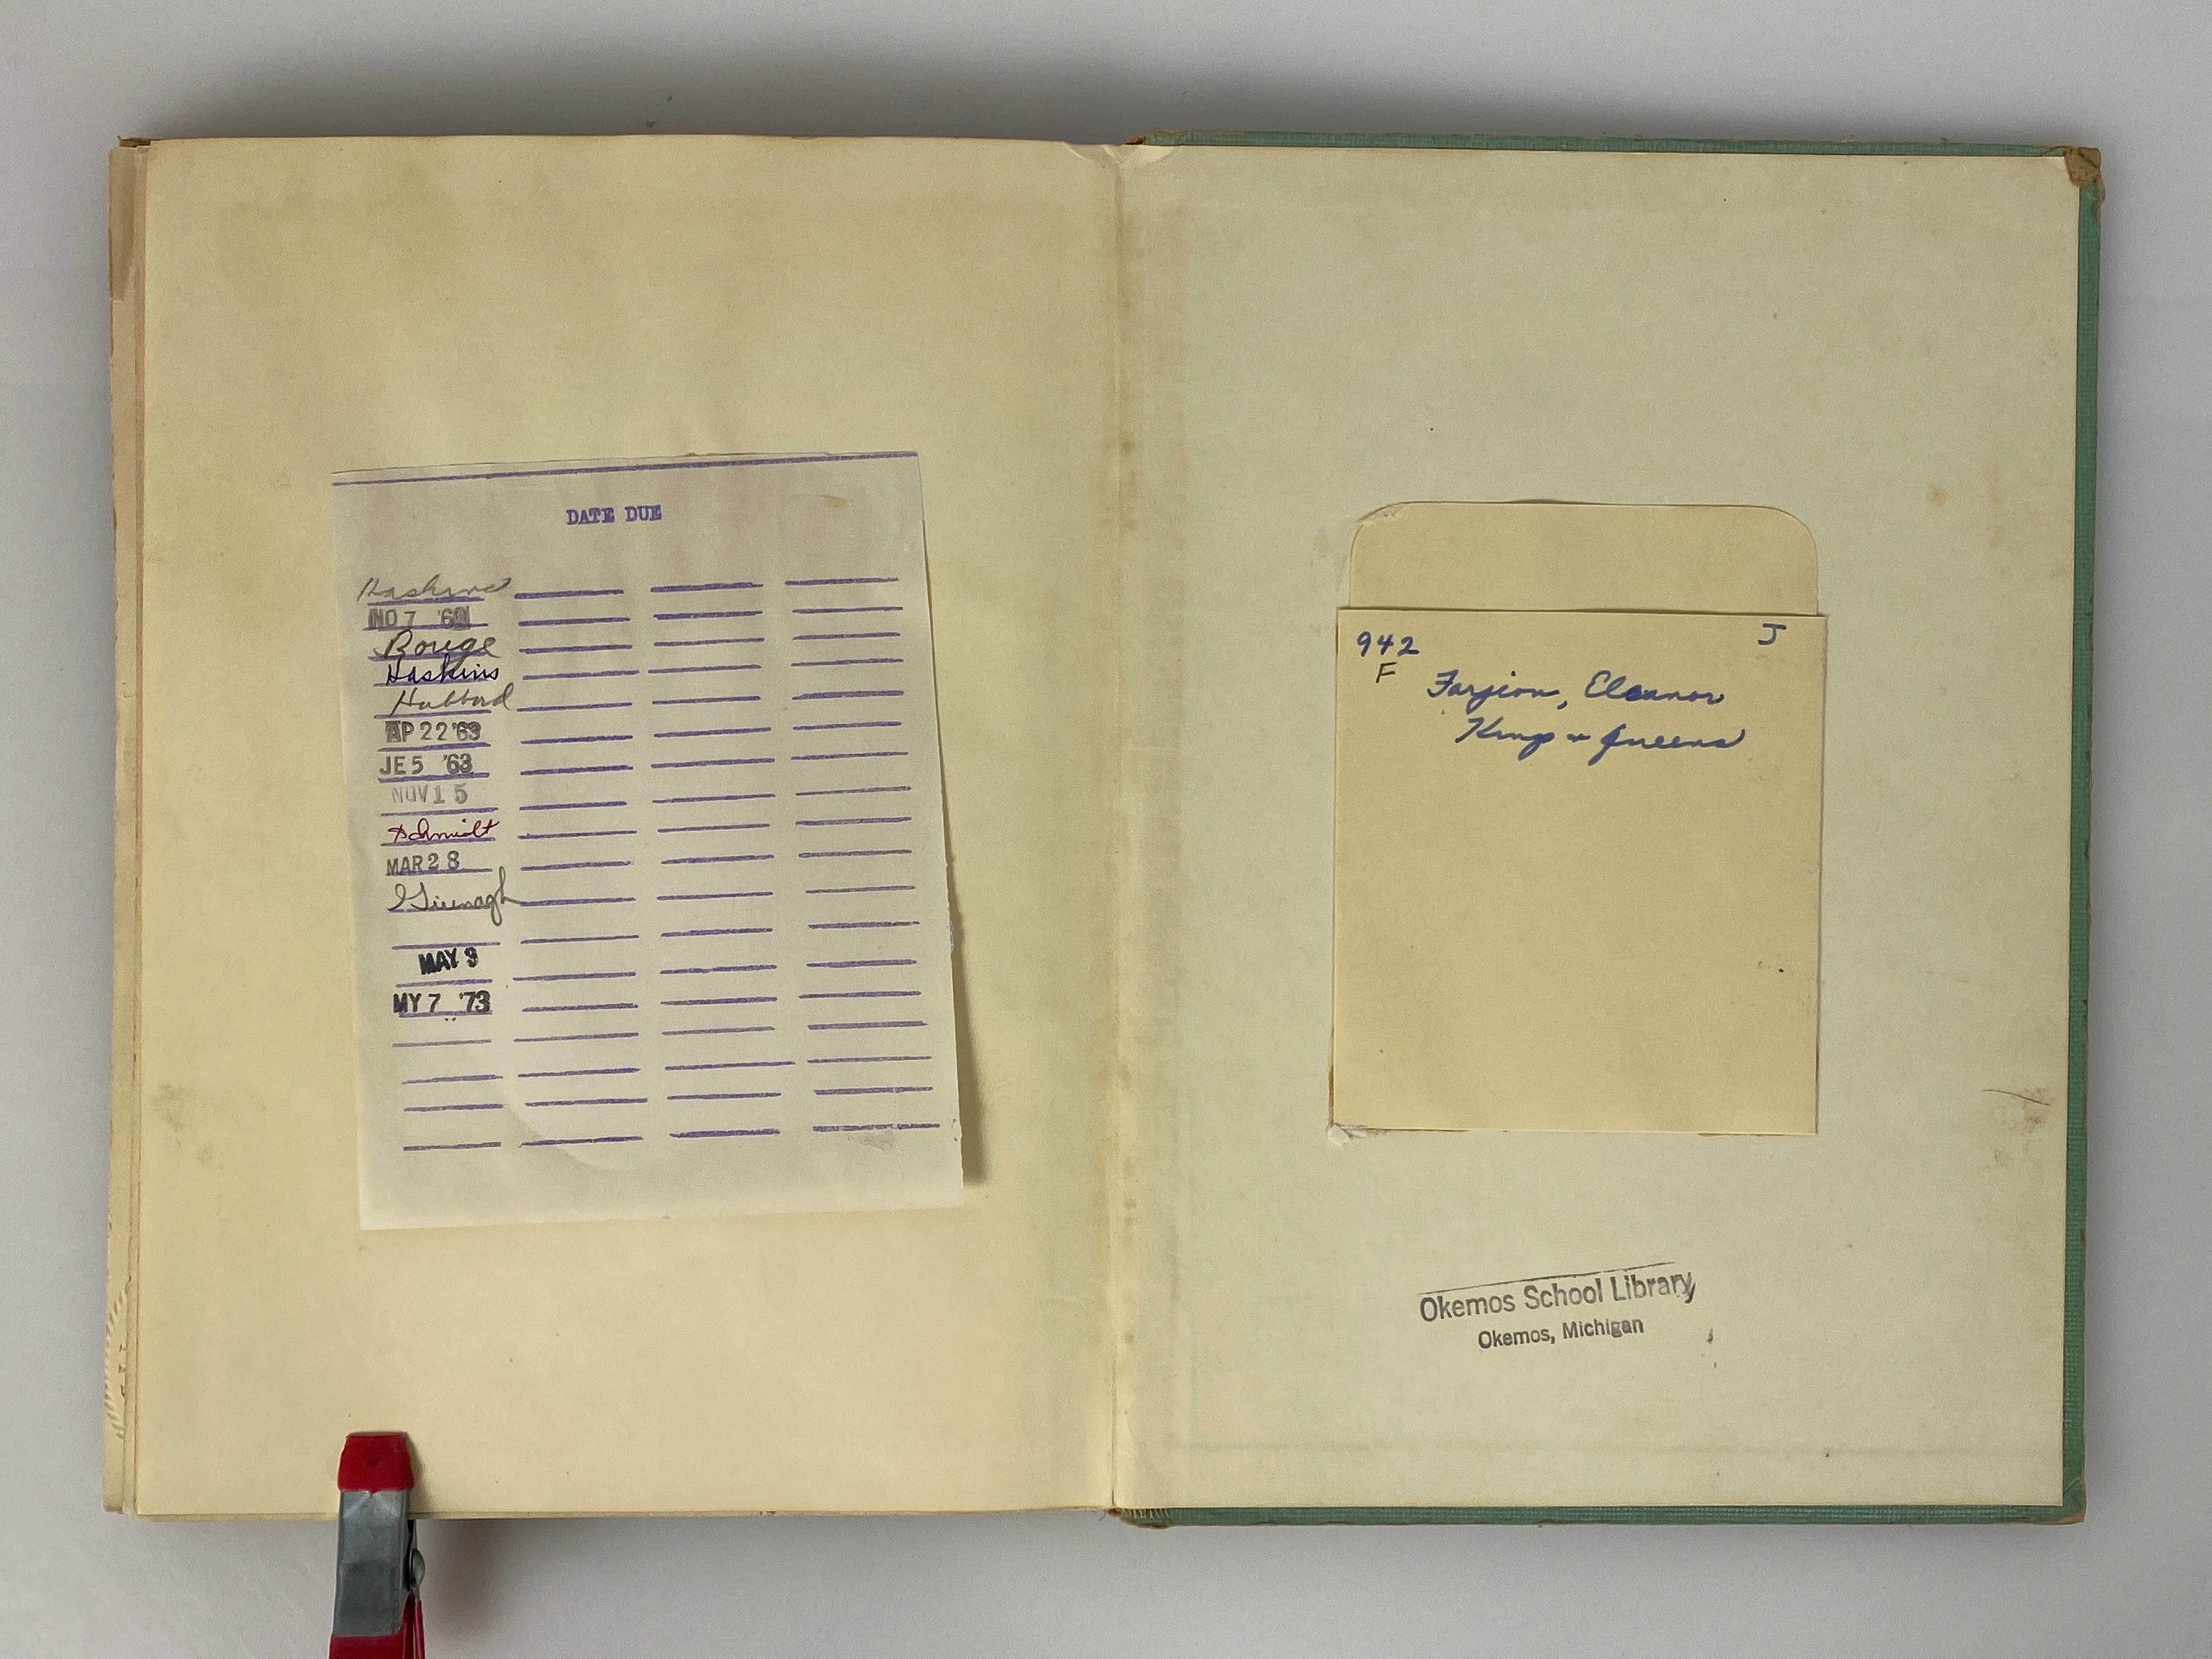 DATE DUE
Haskins
NO 7 '60
Bouge
Haskins
Hubbard
AP 22 '63
JE 5 '63
NOV 15
Schmidt
MAR 28
MAY 9
MY 7 '73
942 J
F
Farjeon, Eleanor
Kings & Queens
Okemos School Library
Okemos, Michigan